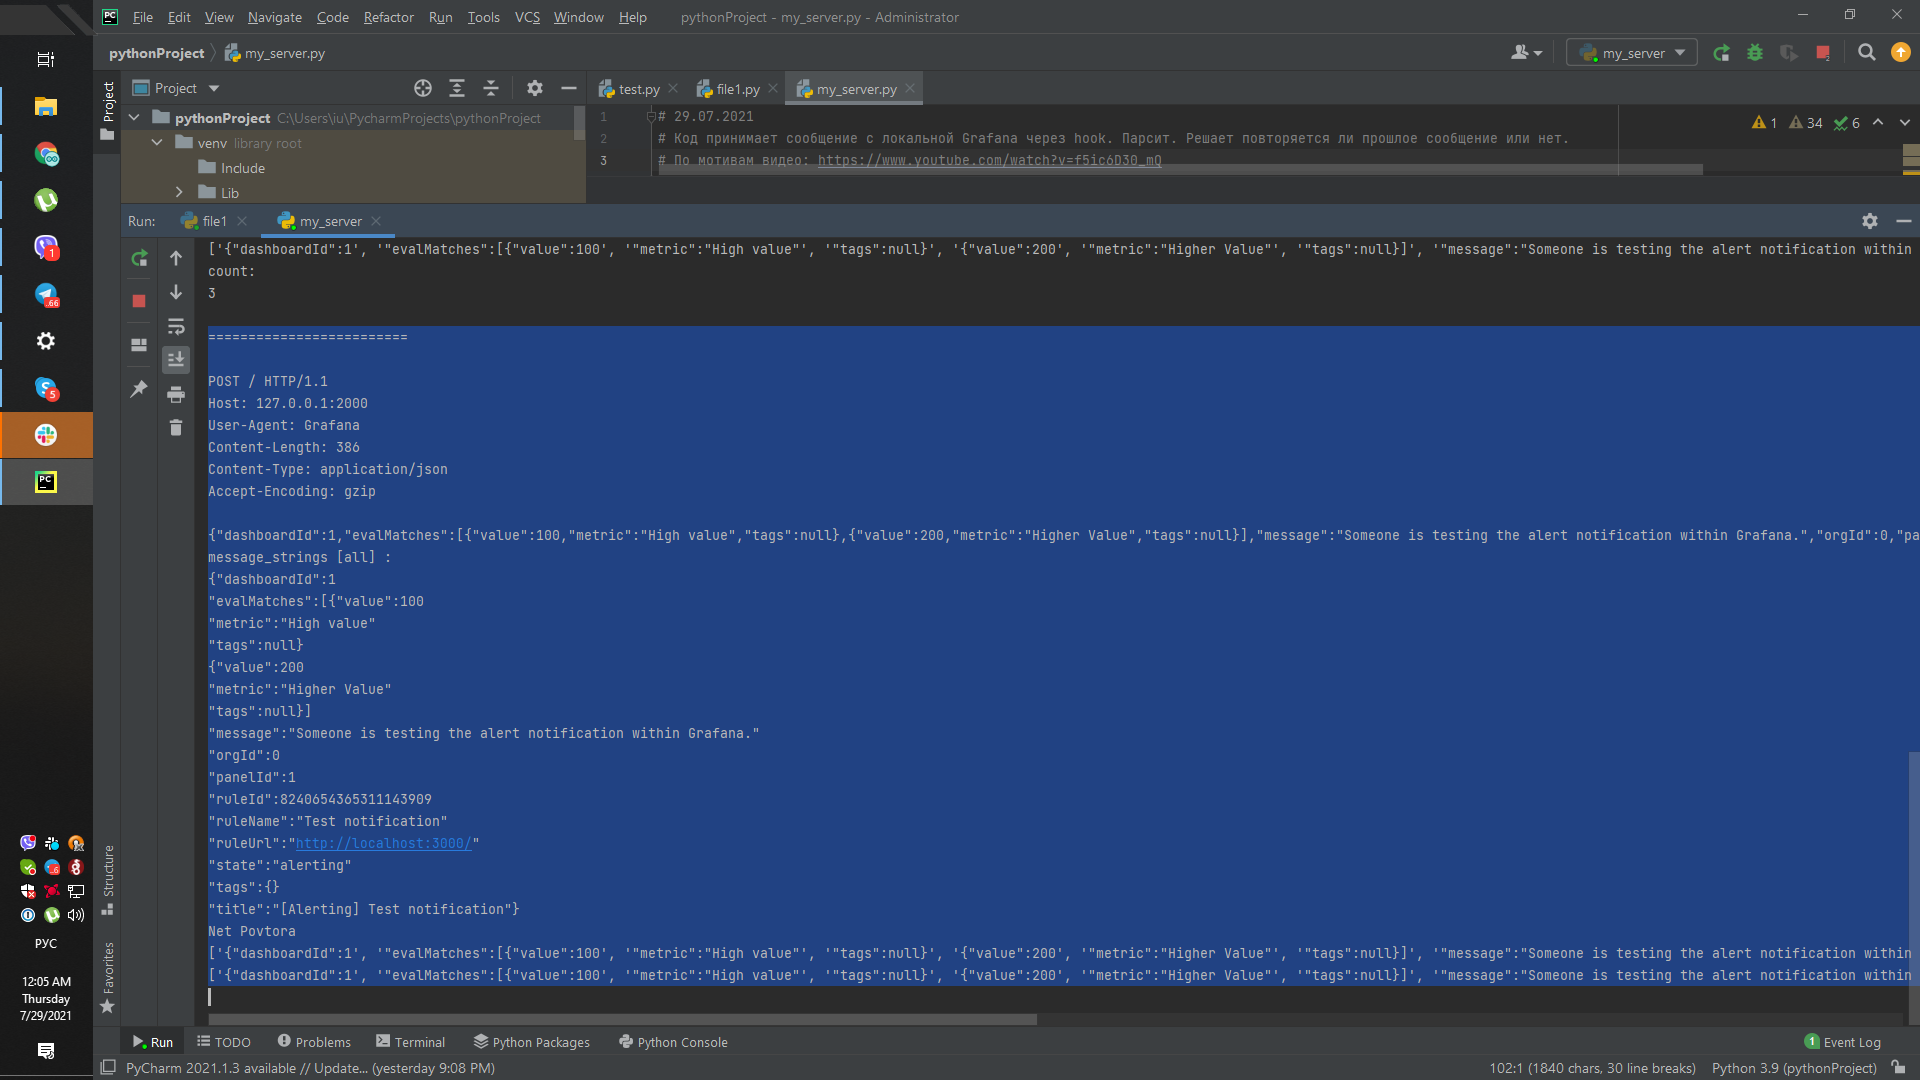 File Edit View Navigate Code Refactor Run Tools VCS Window Help pythonProject - my_server.py - Administrator
pythonProject my_server.py
my_server
Project
Project
test.py file1.py my_server.py
pythonProject C:\Users\iu\PycharmProjects\pythonProject
venv library root
Include
Lib
1 # 29.07.2021
2 # Код принимает сообщение с локальной Grafana через hook. Парсит. Решает повторяется ли прошлое сообщение или нет.
3 # По мотивам видео: https://www.youtube.com/watch?v=f5ic6D30_mQ
1 34 6
Run: file1 my_server
['{"dashboardId":1', '"evalMatches":[{"value":100', '"metric":"High value"', '"tags":null}', '{"value":200', '"metric":"Higher Value"', '"tags":null}]', '"message":"Someone is testing the alert notification within
count:
3
=========================
POST / HTTP/1.1
Host: 127.0.0.1:2000
User-Agent: Grafana
Content-Length: 386
Content-Type: application/json
Accept-Encoding: gzip
{"dashboardId":1,"evalMatches":[{"value":100,"metric":"High value","tags":null},{"value":200,"metric":"Higher Value","tags":null}],"message":"Someone is testing the alert notification within Grafana.","orgId":0,"pa
message_strings [all] :
{"dashboardId":1
"evalMatches":[{"value":100
"metric":"High value"
"tags":null}
{"value":200
"metric":"Higher Value"
"tags":null}]
"message":"Someone is testing the alert notification within Grafana."
"orgId":0
"panelId":1
"ruleId":8240654365311143909
"ruleName":"Test notification"
"ruleUrl":"http://localhost:3000/"
"state":"alerting"
"tags":{}
"title":"[Alerting] Test notification"}
Net Povtora
['{"dashboardId":1', '"evalMatches":[{"value":100', '"metric":"High value"', '"tags":null}', '{"value":200', '"metric":"Higher Value"', '"tags":null}]', '"message":"Someone is testing the alert notification within
['{"dashboardId":1', '"evalMatches":[{"value":100', '"metric":"High value"', '"tags":null}', '{"value":200', '"metric":"Higher Value"', '"tags":null}]', '"message":"Someone is testing the alert notification within
Structure
Favorites
РУС
12:05 AM
Thursday
7/29/2021
Run TODO Problems Terminal Python Packages Python Console 1 Event Log
PyCharm 2021.1.3 available // Update... (yesterday 9:08 PM) 102:1 (1840 chars, 30 line breaks) Python 3.9 (pythonProject)